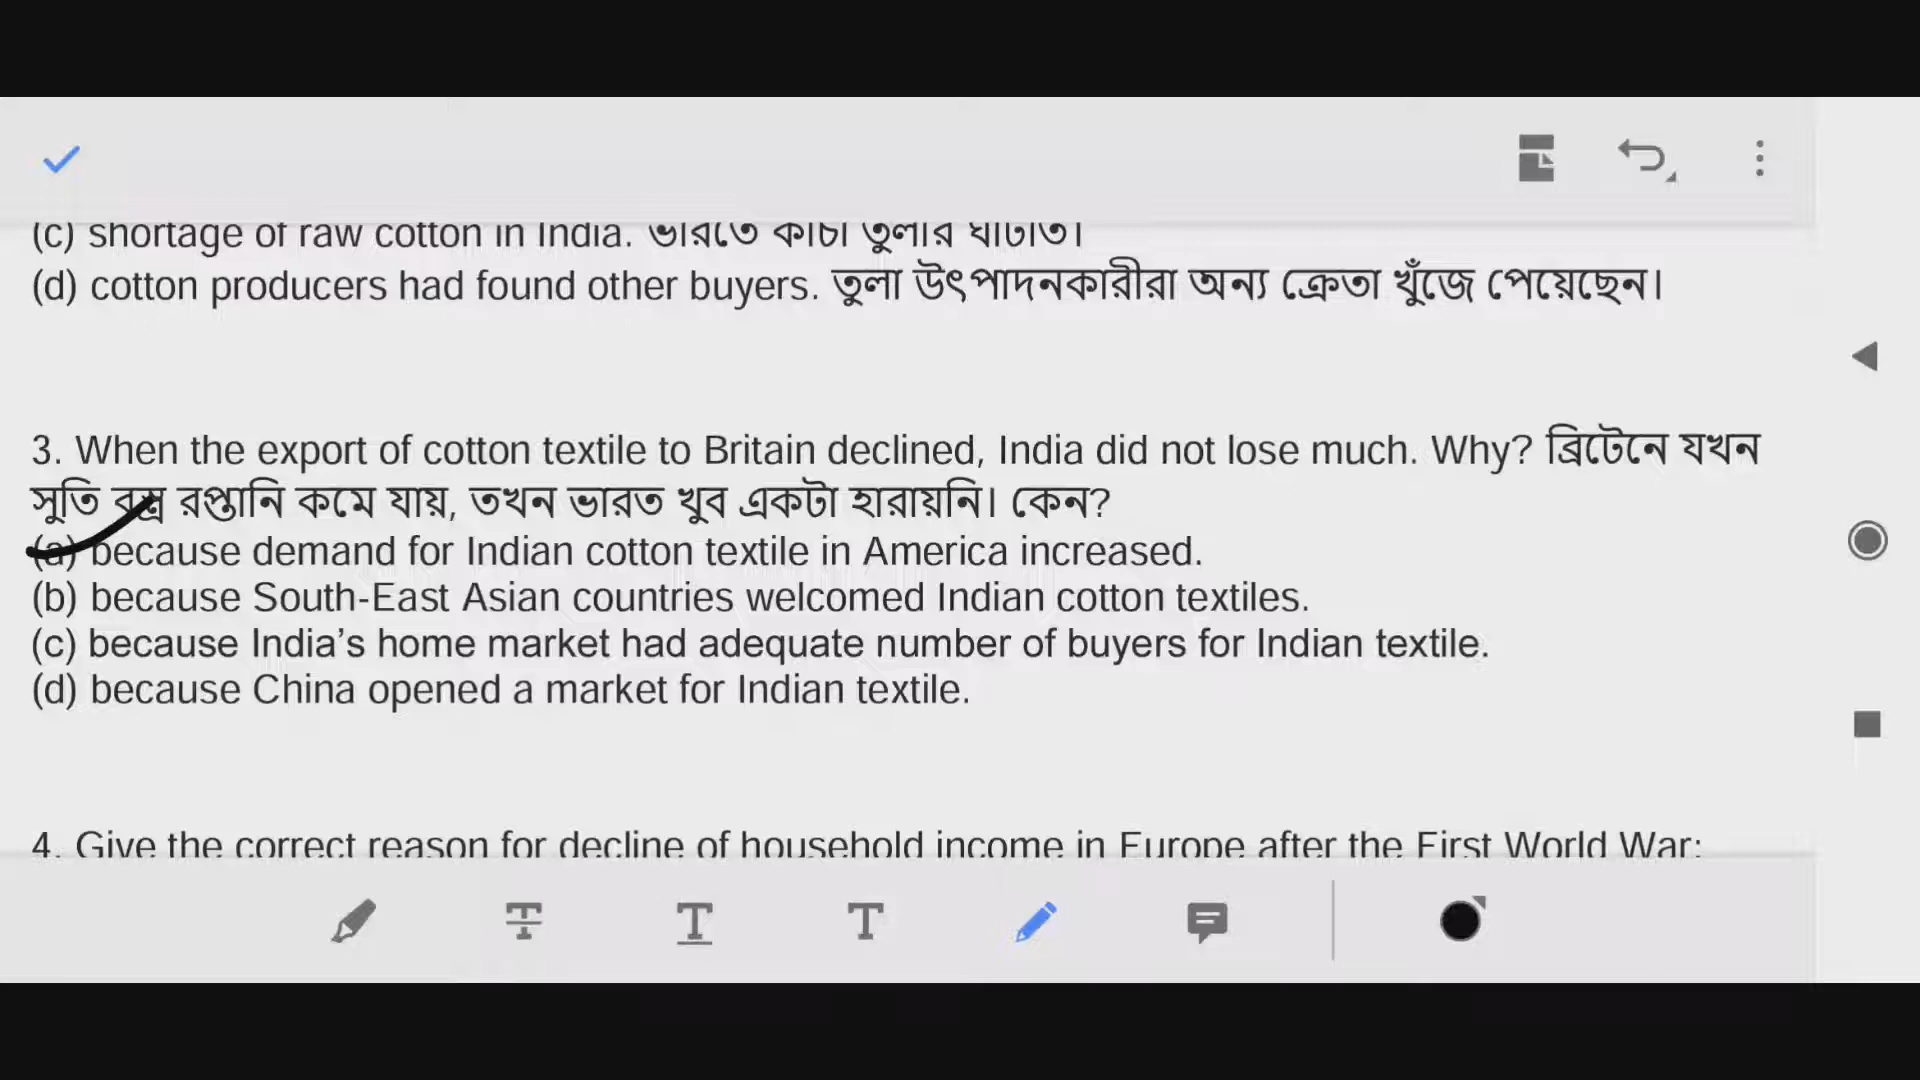 (c) shortage of raw cotton in India. ভারতে কাঁচা তুলার ঘাটতি।
(d) cotton producers had found other buyers. তুলা উৎপাদনকারীরা অন্য ক্রেতা খুঁজে পেয়েছেন।
3. When the export of cotton textile to Britain declined, India did not lose much. Why? ব্রিটেনে যখন
সুতি বস্ত্র রপ্তানি কমে যায়, তখন ভারত খুব একটা হারায়নি। কেন?
(a) because demand for Indian cotton textile in America increased.
(b) because South-East Asian countries welcomed Indian cotton textiles.
(c) because India’s home market had adequate number of buyers for Indian textile.
(d) because China opened a market for Indian textile.
4. Give the correct reason for decline of household income in Europe after the First World War: